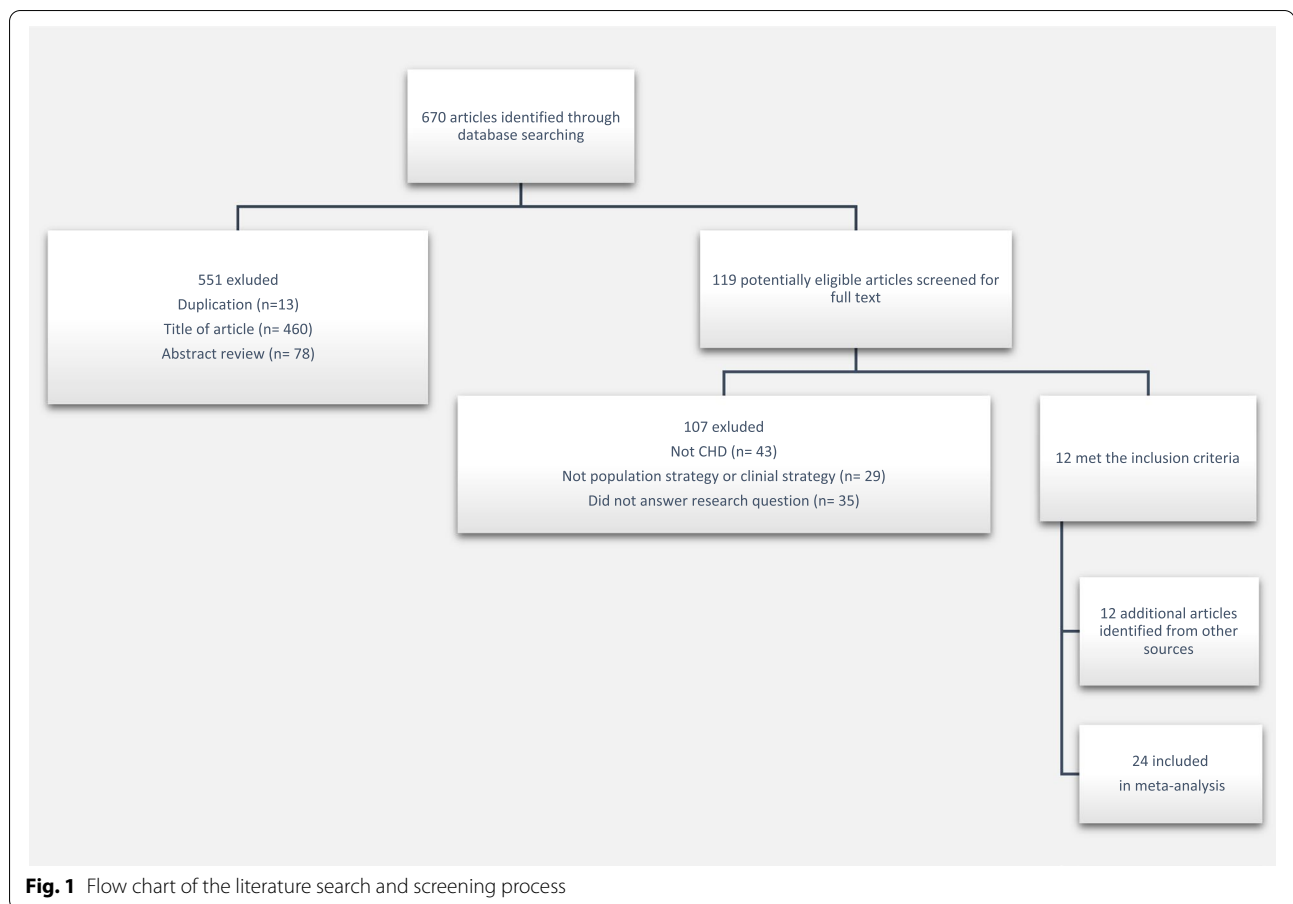 670 articles identified through
database searching
551 exluded
Duplication (n=13)
Title of article (n= 460)
Abstract review (n= 78)
119 potentially eligible articles screened for
full text
107 exluded
Not CHD (n= 43)
Not population strategy or clinial strategy (n= 29)
Did not answer research question (n= 35)
12 met the inclusion criteria
12 additional articles
identified from other
sources
24 included
in meta-analysis
Fig. 1 Flow chart of the literature search and screening process